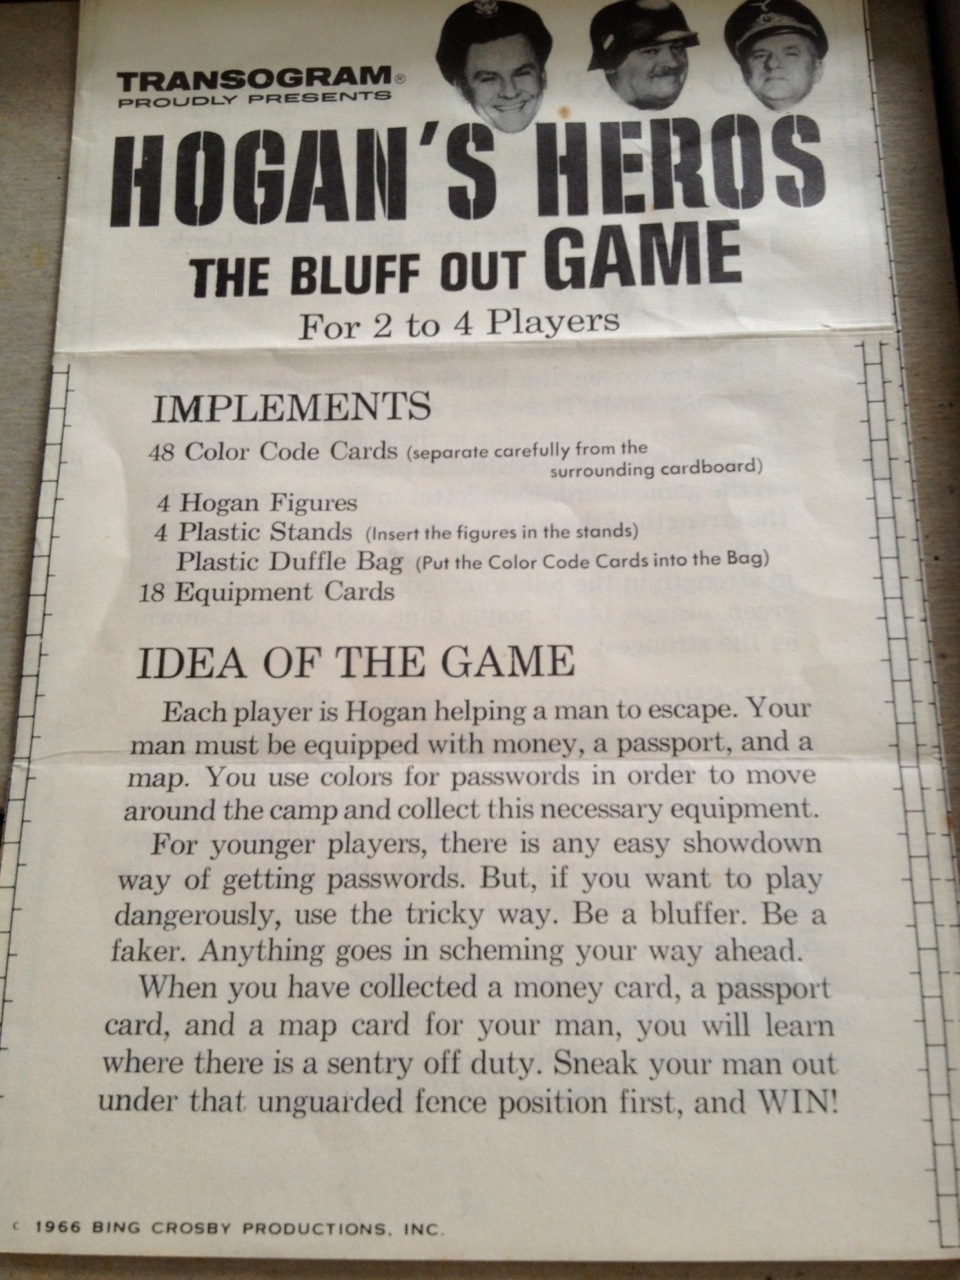 TRANSOGRAM®
PROUDLY PRESENTS
HOGAN'S HEROS
THE BLUFF OUT GAME
For 2 to 4 Players
IMPLEMENTS
48 Color Code Cards (separate carefully from the
surrounding cardboard)
4 Hogan Figures
4 Plastic Stands (Insert the figures in the stands)
Plastic Duffle Bag (Put the Color Code Cards into the Bag)
18 Equipment Cards
IDEA OF THE GAME
Each player is Hogan helping a man to escape. Your
man must be equipped with money, a passport, and a
map. You use colors for passwords in order to move
around the camp and collect this necessary equipment.
For younger players, there is any easy showdown
way of getting passwords. But, if you want to play
dangerously, use the tricky way. Be a bluffer. Be a
faker. Anything goes in scheming your way ahead.
When you have collected a money card, a passport
card, and a map card for your man, you will learn
where there is a sentry off duty. Sneak your man out
under that unguarded fence position first, and WIN!
© 1966 BING CROSBY PRODUCTIONS, INC.